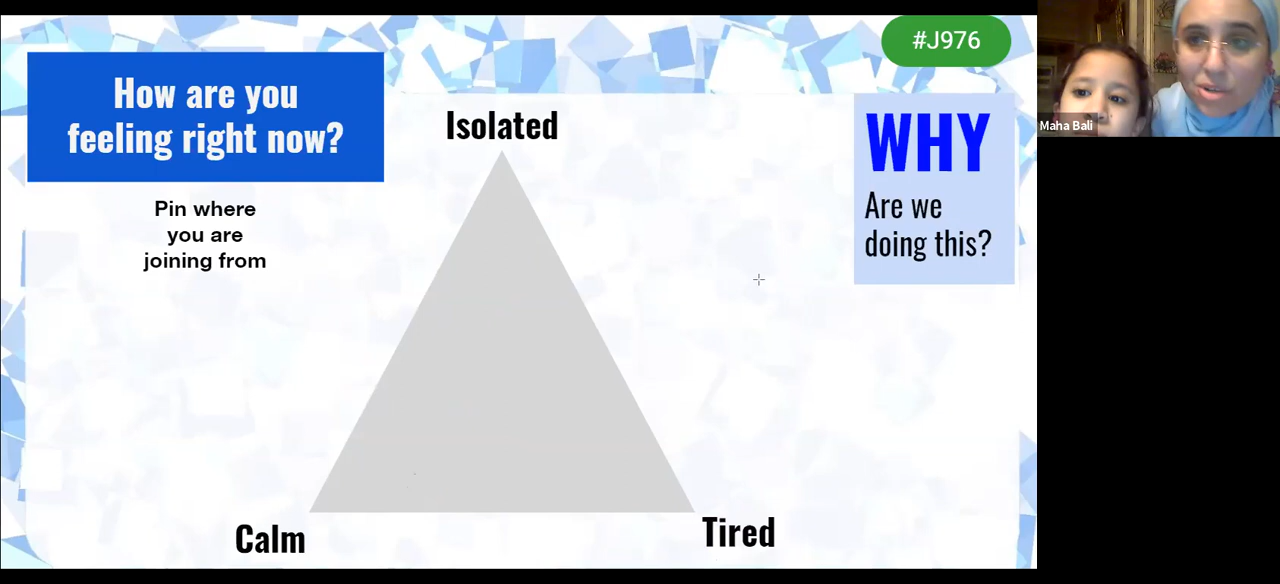 #J976
How are you
feeling right now?
Pin where
you are
joining from
Isolated
Calm
Tired
WHY
Are we
doing this?
Maha Bali